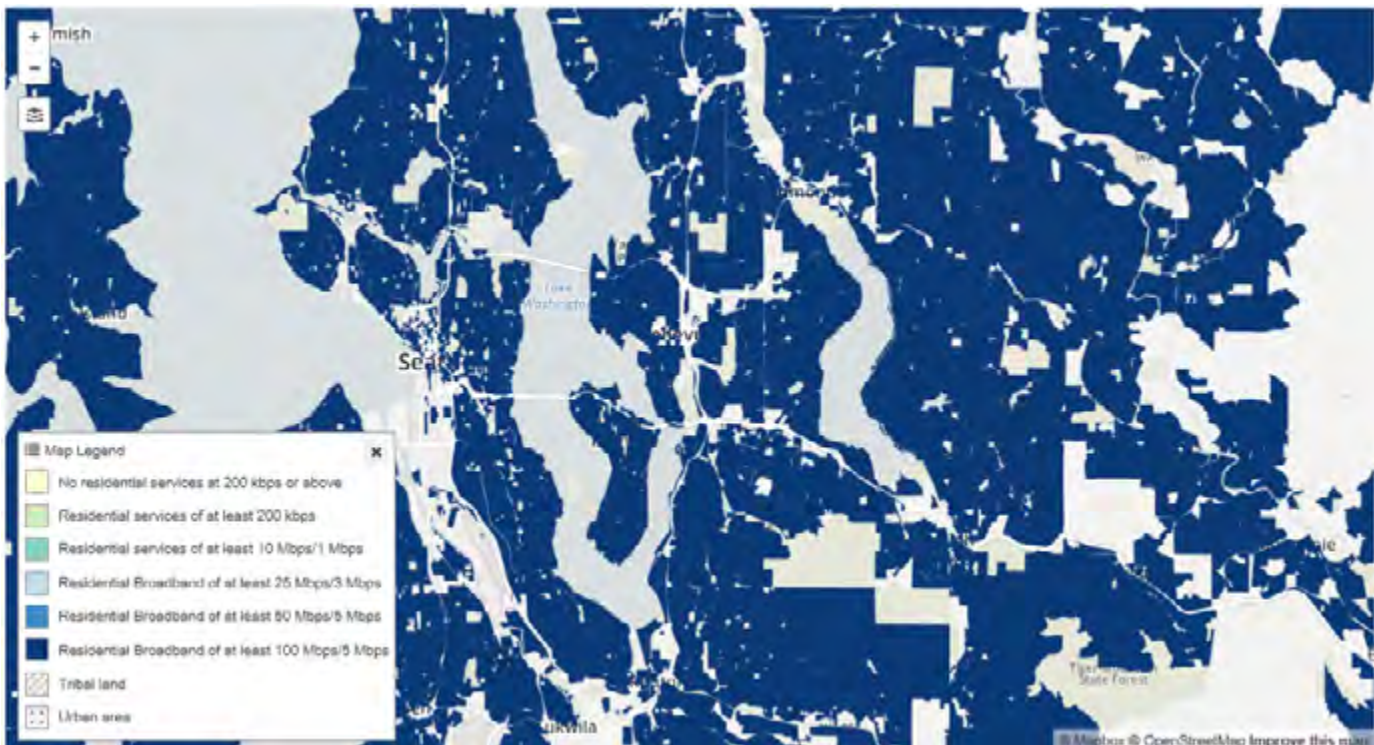 mish
+
−
Lake
Washington
Map Legend
No residential services at 200 kbps or above
Residential services of at least 200 kbps
Residential services of at least 10 Mbps/1 Mbps
Residential Broadband of at least 25 Mbps/3 Mbps
Residential Broadband of at least 50 Mbps/5 Mbps
Residential Broadband of at least 100 Mbps/5 Mbps
Tribal land
Urban area
State Forest
ukwila
© Mapbox © OpenStreetMap Improve this map